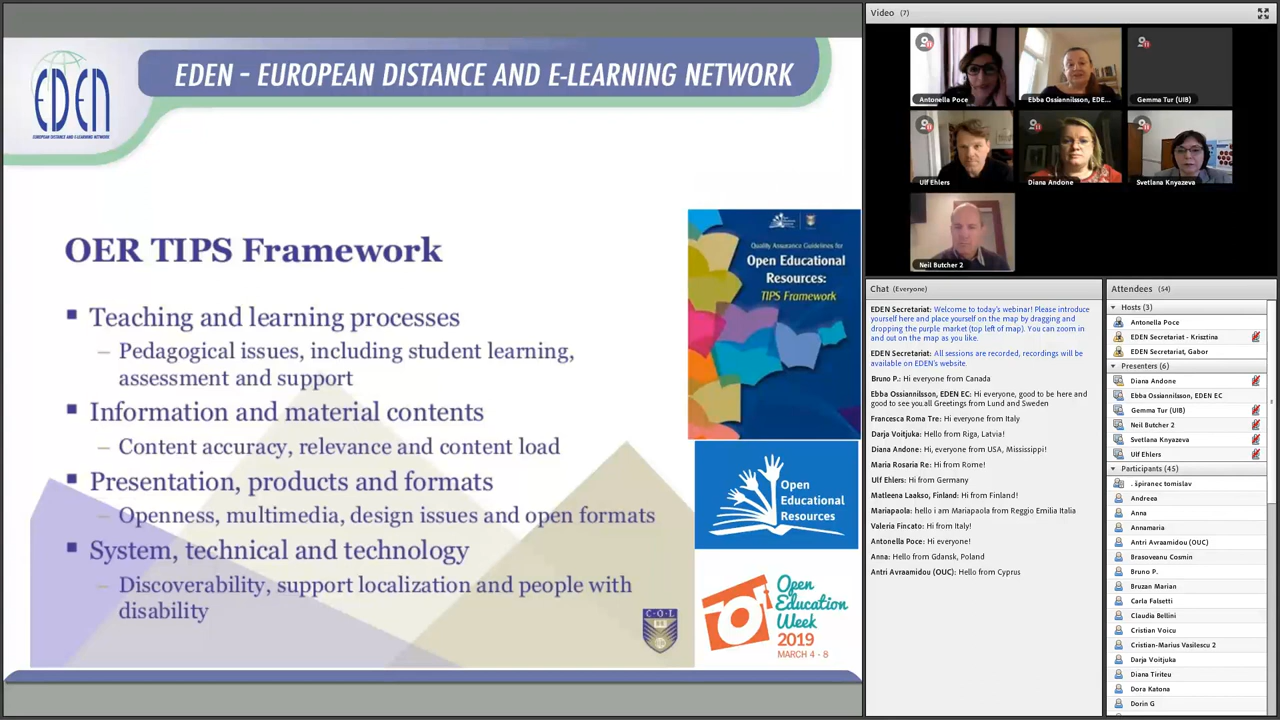 EDEN
EUROPEAN DISTANCE AND E-LEARNING NETWORK
EDEN - EUROPEAN DISTANCE AND E-LEARNING NETWORK
OER TIPS Framework
Teaching and learning processes
– Pedagogical issues, including student learning,
assessment and support
Information and material contents
– Content accuracy, relevance and content load
Presentation, products and formats
– Openness, multimedia, design issues and open formats
System, technical and technology
– Discoverability, support localization and people with
disability
C·O·L
Quality Assurance Guidelines for
Open Educational
Resources:
TIPS Framework
Open
Educational
Resources
Open
Education
Week
2019
MARCH 4 - 8
Video (7)
Antonella Poce
Ebba Ossiannilsson, EDE...
Gemma Tur (UIB)
Ulf Ehlers
Diana Andone
Svetlana Knyazeva
Neil Butcher 2
Chat (Everyone)
EDEN Secretariat: Welcome to today's webinar! Please introduce
yourself here and place yourself on the map by dragging and
dropping the purple market (top left of map). You can zoom in
and out on the map as you like.
EDEN Secretariat: All sessions are recorded, recordings will be
available on EDEN's website.
Bruno P.: Hi everyone from Canada
Ebba Ossiannilsson, EDEN EC: Hi everyone, good to be here and
good to see you.all Greetings from Lund and Sweden
Francesca Roma Tre: Hi everyone from Italy
Darja Voitjuka: Hello from Riga, Latvia!
Diana Andone: Hi everyone from USA, Mississippi!
Maria Rosaria Re: Hi from Rome!
Ulf Ehlers: Hi from Germany
Matleena Laakso, Finland: Hi from Finland!
Mariapaola: hello i am Mariapaola from Reggio Emilia Italia
Valeria Fincato: Hi from Italy!
Antonella Poce: Hi everyone!
Anna: Hello from Gdansk, Poland
Antri Avraamidou (OUC): Hello from Cyprus
Attendees (54)
Hosts (3)
Antonella Poce
EDEN Secretariat - Krisztina
EDEN Secretariat, Gabor
Presenters (6)
Diana Andone
Ebba Ossiannilsson, EDEN EC
Gemma Tur (UIB)
Neil Butcher 2
Svetlana Knyazeva
Ulf Ehlers
Participants (45)
. špiranec tomislav
Andreea
Anna
Annamaria
Antri Avraamidou (OUC)
Brasoveanu Cosmin
Bruno P.
Bruzan Marian
Carla Falsetti
Claudia Bellini
Cristian Voicu
Cristian-Marius Vasilescu 2
Darja Voitjuka
Diana Tiriteu
Dora Katona
Dorin G